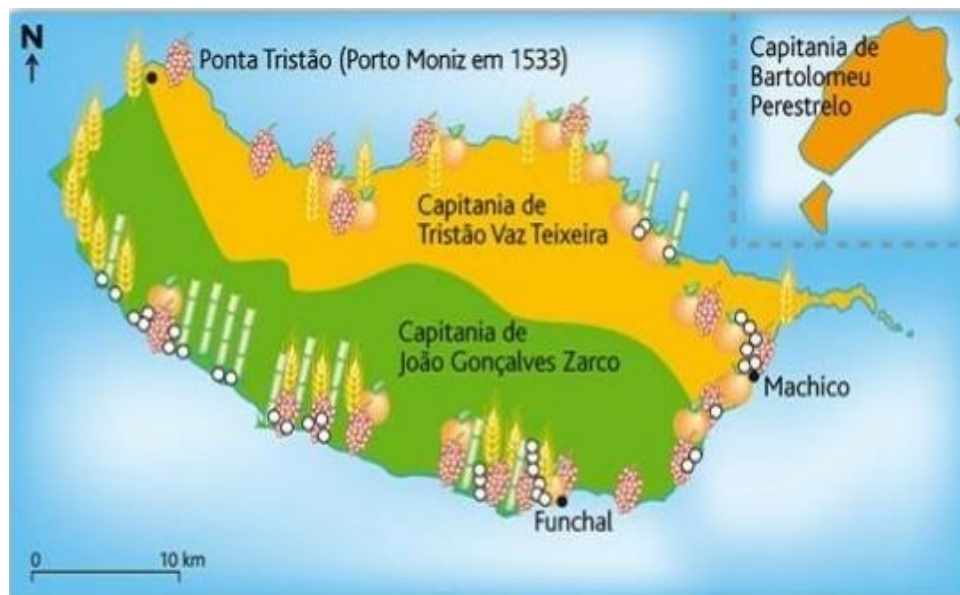 N
Ponta Tristão (Porto Moniz em 1533)
Capitania de
Bartolomeu
Perestrelo
Capitania de
Tristão Vaz Teixeira
Capitania de
João Gonçalves Zarco
Machico
Funchal
0 10 km